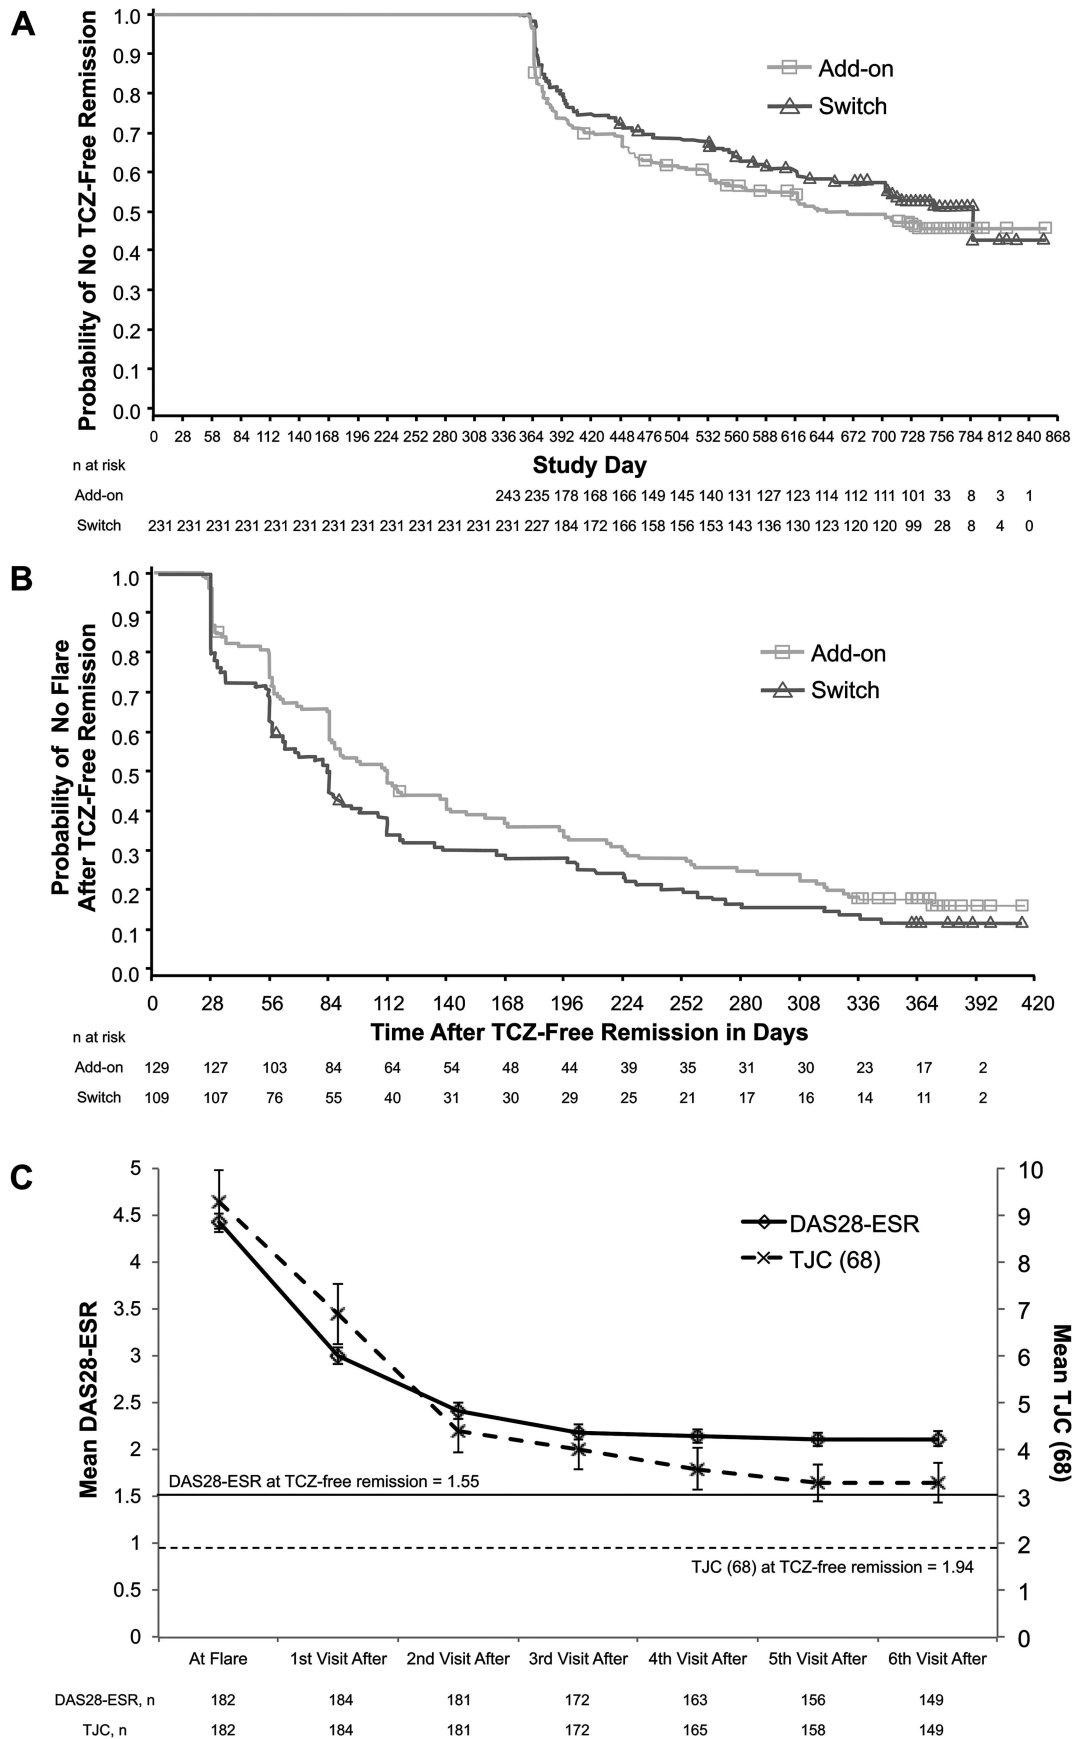 A
Probability of No TCZ-Free Remission
1.0
0.9
0.8
0.7
0.6
0.5
0.4
0.3
0.2
0.1
0.0
Add-on
Switch
0 28 58 84 112 140 168 196 224 252 280 308 336 364 392 420 448 476 504 532 560 588 616 644 672 700 728 756 784 812 840 868
Study Day
n at risk
Add-on 243 235 178 168 166 149 145 140 131 127 123 114 112 111 101 33 8 3 1
Switch 231 231 231 231 231 231 231 231 231 231 231 231 231 227 184 172 166 158 156 153 143 136 130 123 120 120 99 28 8 4 0
B
Probability of No Flare
After TCZ-Free Remission
1.0
0.9
0.8
0.7
0.6
0.5
0.4
0.3
0.2
0.1
0.0
Add-on
Switch
0 28 56 84 112 140 168 196 224 252 280 308 336 364 392 420
Time After TCZ-Free Remission in Days
n at risk
Add-on 129 127 103 84 64 54 48 44 39 35 31 30 23 17 2
Switch 109 107 76 55 40 31 30 29 25 21 17 16 14 11 2
C
Mean DAS28-ESR
5
4.5
4
3.5
3
2.5
2
1.5
1
0.5
0
DAS28-ESR
TJC (68)
DAS28-ESR at TCZ-free remission = 1.55
TJC (68) at TCZ-free remission = 1.94
10
9
8
7
6
5
4
3
2
1
0
Mean TJC (68)
At Flare 1st Visit After 2nd Visit After 3rd Visit After 4th Visit After 5th Visit After 6th Visit After
DAS28-ESR, n 182 184 181 172 163 156 149
TJC, n 182 184 181 172 165 158 149